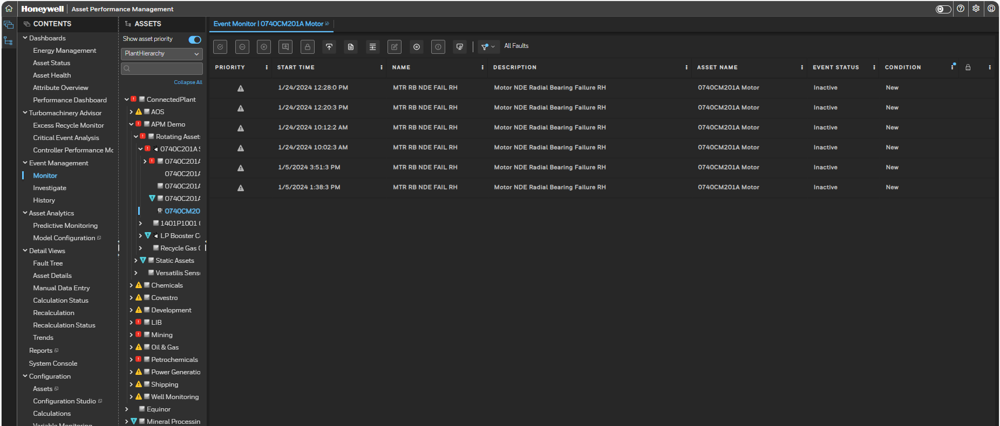 Honeywell | Asset Performance Management
CONTENTS
Dashboards
Energy Management
Asset Status
Asset Health
Attribute Overview
Performance Dashboard
Turbomachinery Advisor
Excess Recycle Monitor
Critical Event Analysis
Controller Performance Mo
Event Management
Monitor
Investigate
History
Asset Analytics
Predictive Monitoring
Model Configuration
Detail Views
Fault Tree
Asset Details
Manual Data Entry
Calculation Status
Recalculation
Recalculation Status
Trends
Reports
System Console
Configuration
Assets
Configuration Studio
Calculations
Variable Monitoring
ASSETS
Show asset priority
PlantHierarchy
Collapse All
ConnectedPlant
AOS
APM Demo
Rotating Assets
0740C201A S
0740C201A
0740C201A
0740C201A
0740C201A
0740CM20
1401P1001
LP Booster Co
Recycle Gas C
Static Assets
Versatilis Senso
Chemicals
Covestro
Development
LIB
Mining
Oil & Gas
Petrochemicals
Power Generatio
Shipping
Well Monitoring
Equinor
Mineral Processin
Event Monitor | 0740CM201A Motor
All Faults
PRIORITY START TIME NAME DESCRIPTION ASSET NAME EVENT STATUS CONDITION
1/24/2024 12:28:0 PM MTR RB NDE FAIL RH Motor NDE Radial Bearing Failure RH 0740CM201A Motor Inactive New
1/24/2024 12:20:3 PM MTR RB NDE FAIL RH Motor NDE Radial Bearing Failure RH 0740CM201A Motor Inactive New
1/24/2024 10:12:2 AM MTR RB NDE FAIL RH Motor NDE Radial Bearing Failure RH 0740CM201A Motor Inactive New
1/24/2024 10:02:3 AM MTR RB NDE FAIL RH Motor NDE Radial Bearing Failure RH 0740CM201A Motor Inactive New
1/5/2024 3:51:3 PM MTR RB NDE FAIL RH Motor NDE Radial Bearing Failure RH 0740CM201A Motor Inactive New
1/5/2024 1:38:3 PM MTR RB NDE FAIL RH Motor NDE Radial Bearing Failure RH 0740CM201A Motor Inactive New